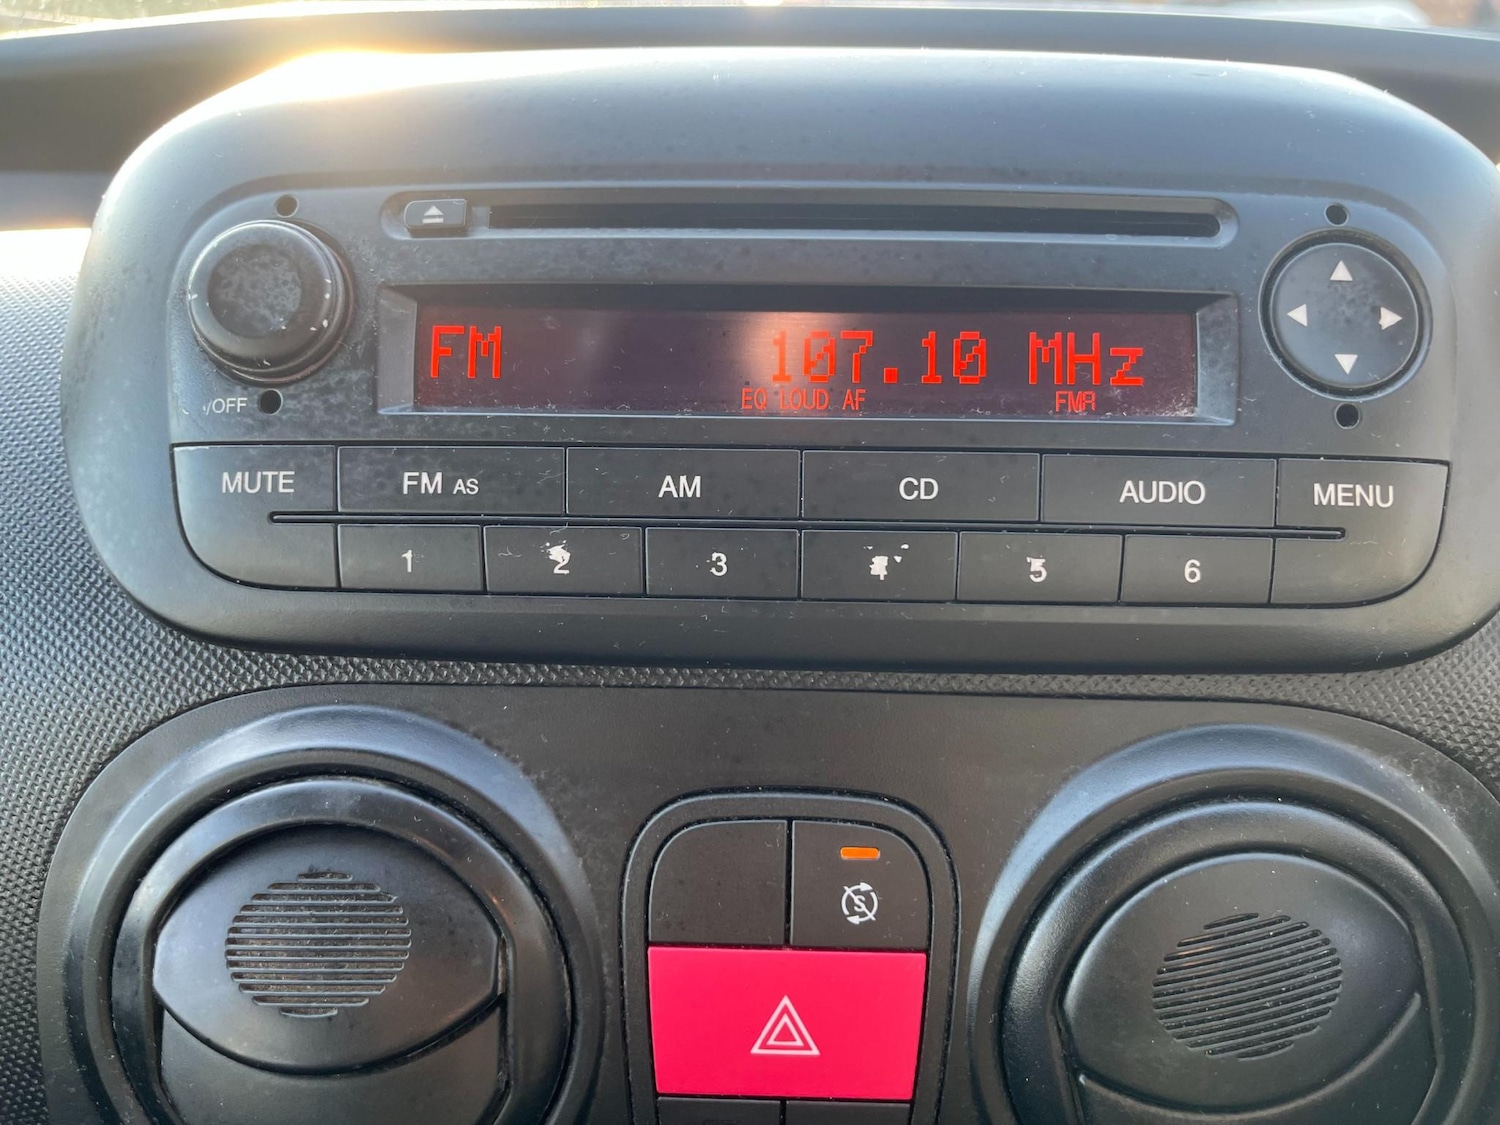 FM 107.10 MHz
EQ LOUD AF FMR
/OFF
MUTE FM AS AM CD AUDIO MENU
1 2 3 4 5 6
S